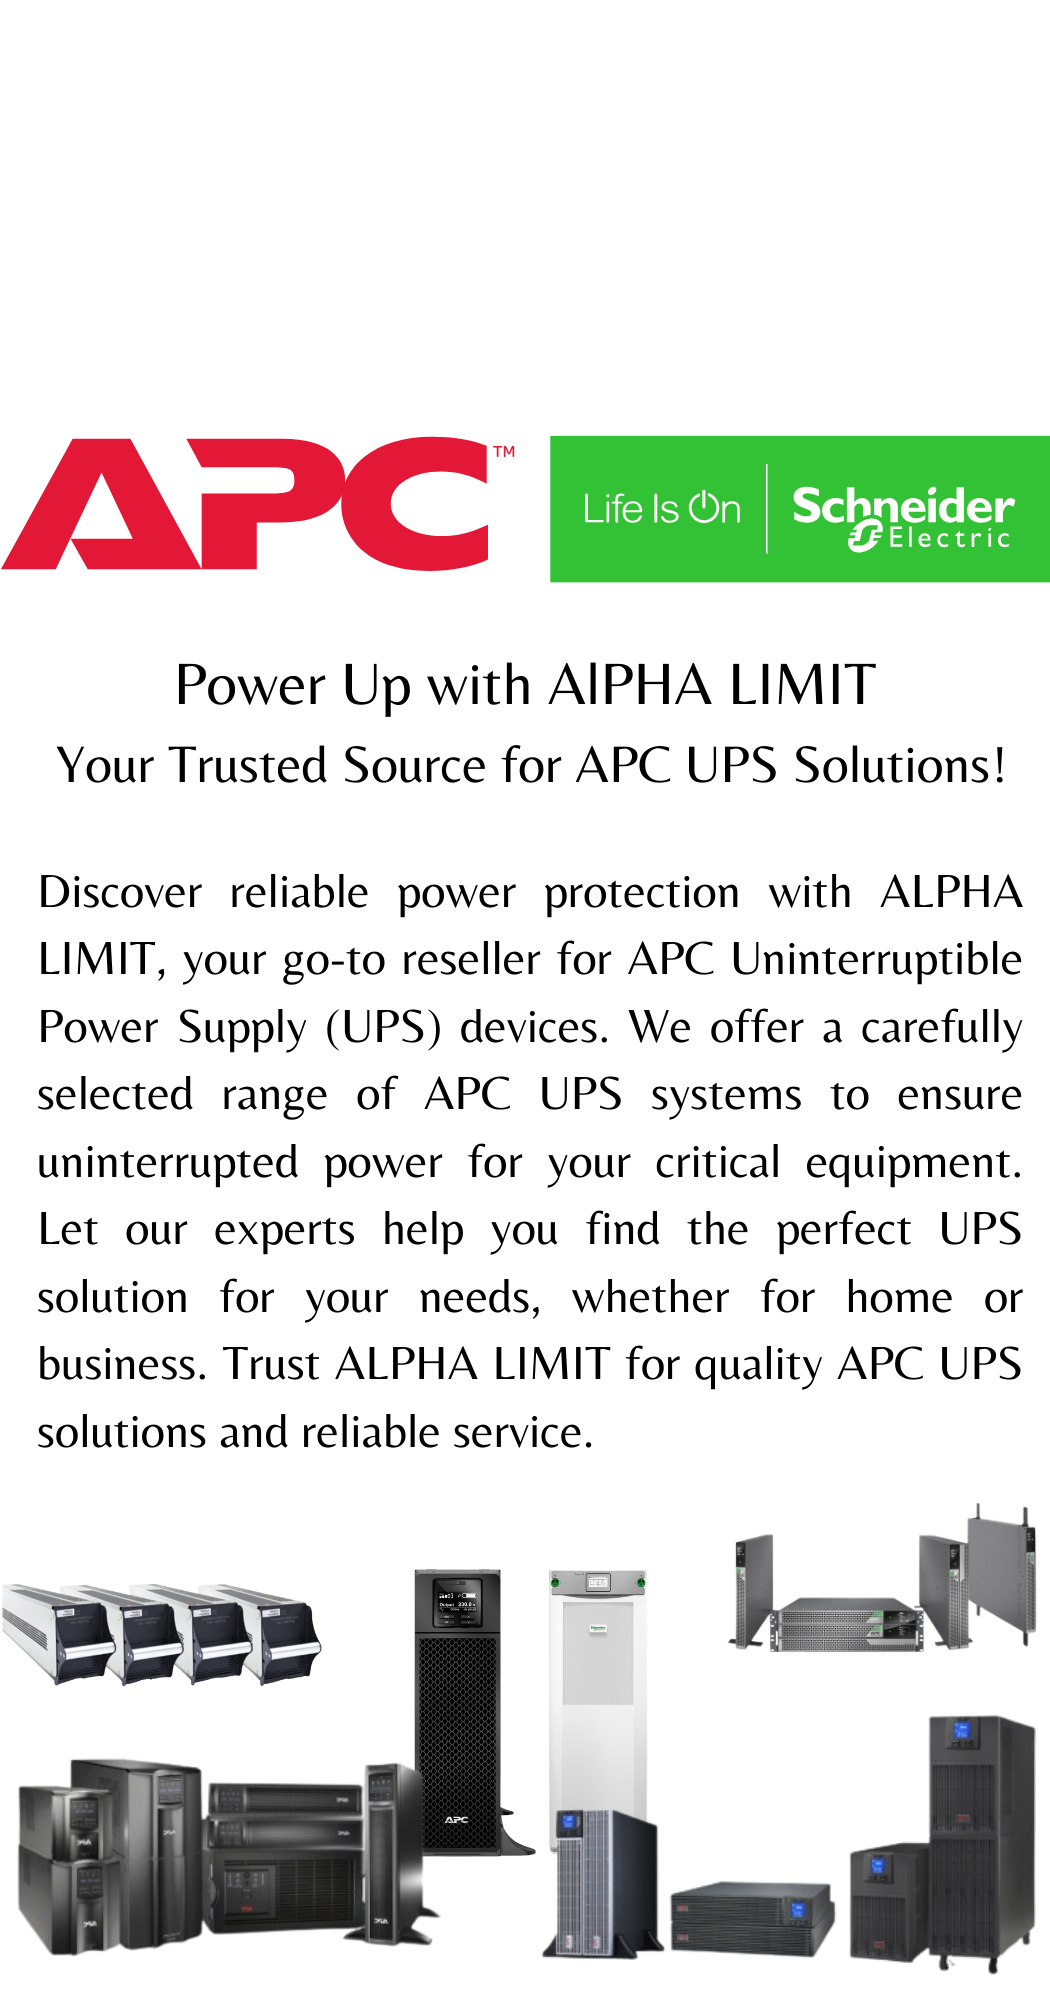 APC™
Life Is On
Schneider
Electric
Power Up with AlPHA LIMIT
Your Trusted Source for APC UPS Solutions!
Discover reliable power protection with ALPHA
LIMIT, your go-to reseller for APC Uninterruptible
Power Supply (UPS) devices. We offer a carefully
selected range of APC UPS systems to ensure
uninterrupted power for your critical equipment.
Let our experts help you find the perfect UPS
solution for your needs, whether for home or
business. Trust ALPHA LIMIT for quality APC UPS
solutions and reliable service.
APC